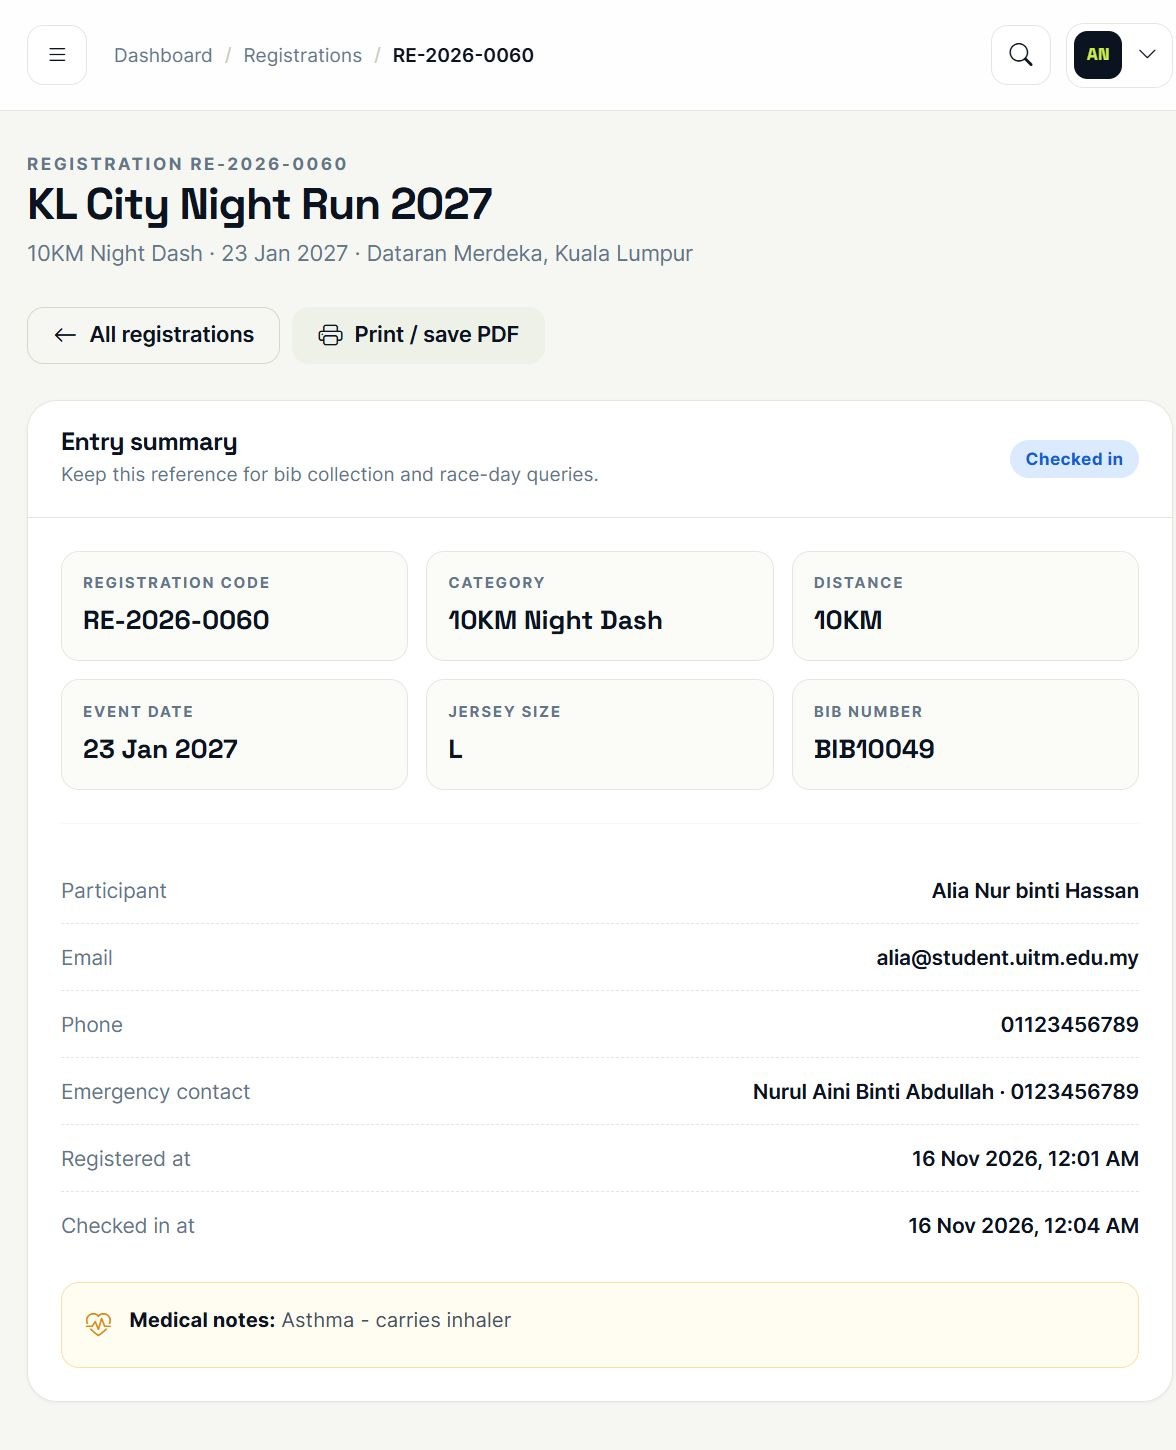 Dashboard / Registrations / RE-2026-0060
AN
REGISTRATION RE-2026-0060
KL City Night Run 2027
10KM Night Dash · 23 Jan 2027 · Dataran Merdeka, Kuala Lumpur
← All registrations
Print / save PDF
Entry summary
Keep this reference for bib collection and race-day queries.
Checked in
REGISTRATION CODE
RE-2026-0060
CATEGORY
10KM Night Dash
DISTANCE
10KM
EVENT DATE
23 Jan 2027
JERSEY SIZE
L
BIB NUMBER
BIB10049
Participant
Alia Nur binti Hassan
Email
alia@student.uitm.edu.my
Phone
01123456789
Emergency contact
Nurul Aini Binti Abdullah · 0123456789
Registered at
16 Nov 2026, 12:01 AM
Checked in at
16 Nov 2026, 12:04 AM
Medical notes: Asthma - carries inhaler